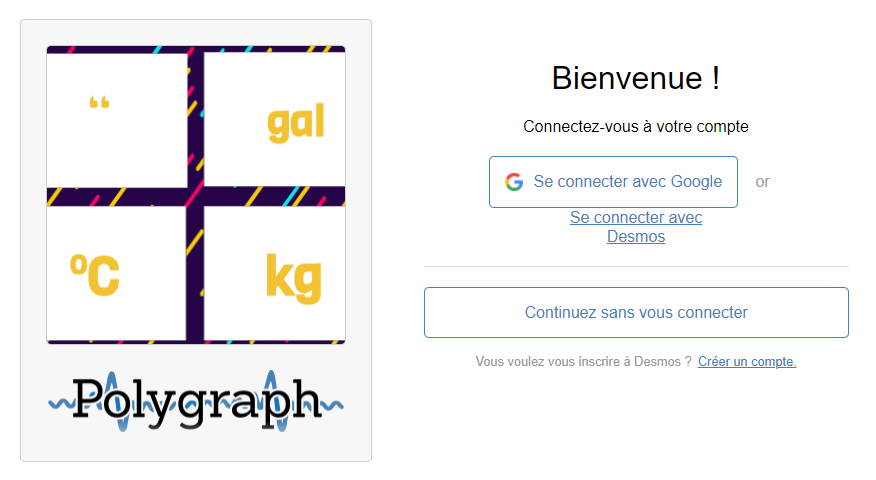 “
gal
ºC
kg
Polygraph
Bienvenue !
Connectez-vous à votre compte
Se connecter avec Google or
Se connecter avec
Desmos
Continuez sans vous connecter
Vous voulez vous inscrire à Desmos ? Créer un compte.